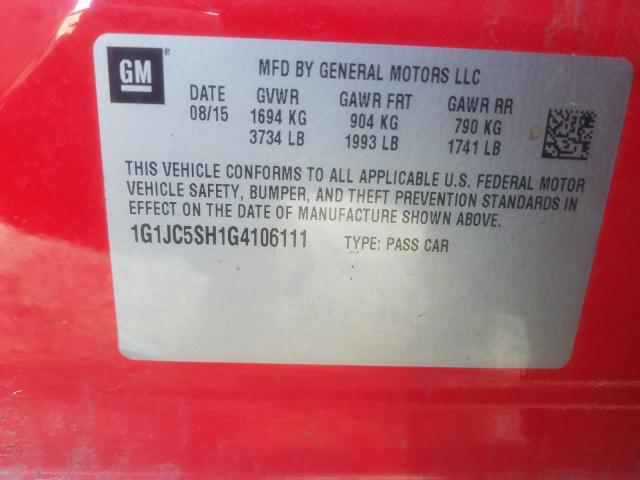 GM ®
MFD BY GENERAL MOTORS LLC
DATE GVWR GAWR FRT GAWR RR
08/15 1694 KG 904 KG 790 KG
3734 LB 1993 LB 1741 LB
THIS VEHICLE CONFORMS TO ALL APPLICABLE U.S. FEDERAL MOTOR
VEHICLE SAFETY, BUMPER, AND THEFT PREVENTION STANDARDS IN
EFFECT ON THE DATE OF MANUFACTURE SHOWN ABOVE.
1G1JC5SH1G4106111 TYPE: PASS CAR